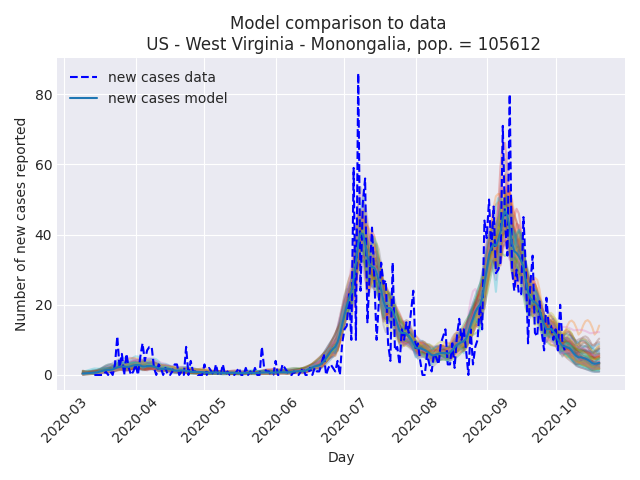 Model comparison to data
US - West Virginia - Monongalia, pop. = 105612
new cases data
new cases model
Number of new cases reported
80
60
40
20
0
2020-03
2020-04
2020-05
2020-06
2020-07
2020-08
2020-09
2020-10
Day